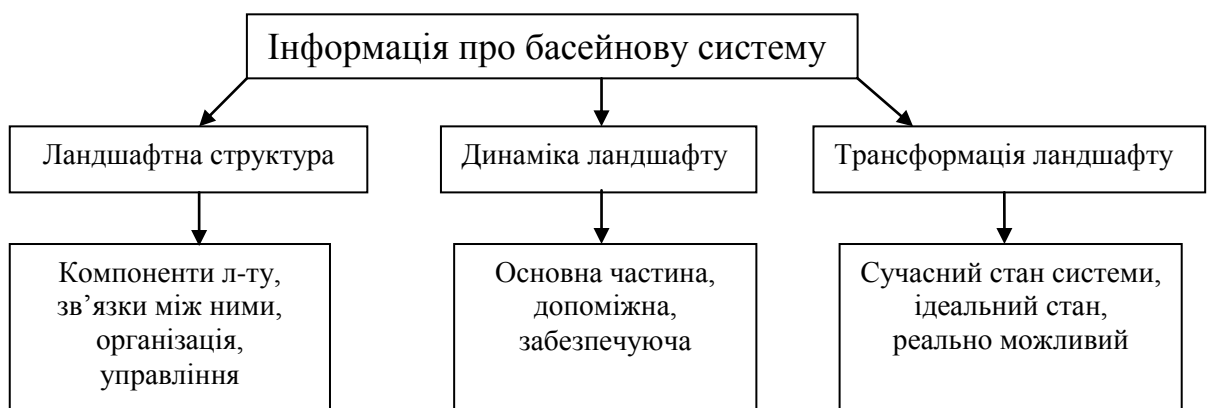 Інформація про басейнову систему
Ландшафтна структура
Динаміка ландшафту
Трансформація ландшафту
Компоненти л-ту,
зв’язки між ними,
організація,
управління
Основна частина,
допоміжна,
забезпечуюча
Сучасний стан системи,
ідеальний стан,
реально можливий